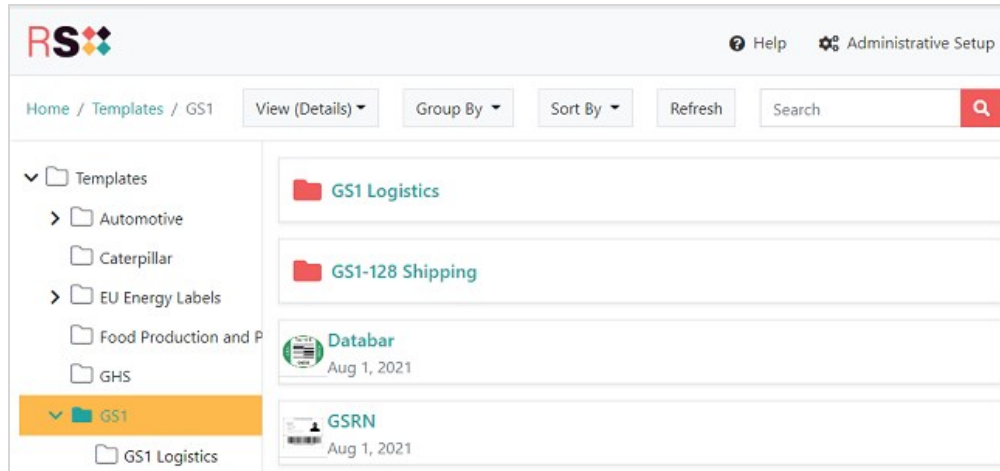 RS
Help
Administrative Setup
Home / Templates / GS1
View (Details)
Group By
Sort By
Refresh
Search
Templates
Automotive
Caterpillar
EU Energy Labels
Food Production and P
GHS
GS1
GS1 Logistics
GS1 Logistics
GS1-128 Shipping
Databar
Aug 1, 2021
GSRN
Aug 1, 2021